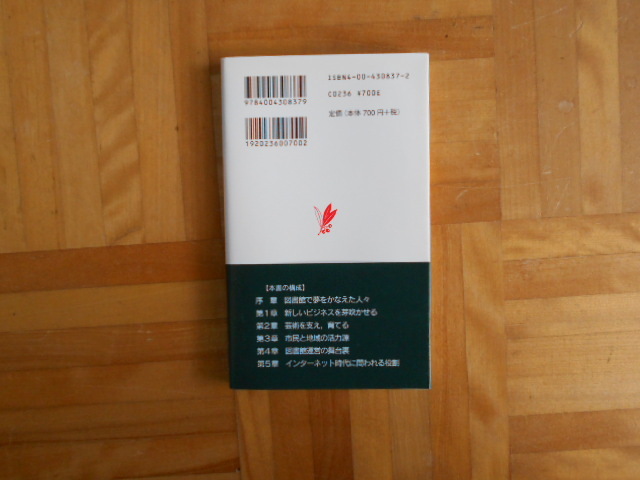 ISBN4-00-430837-2
C0236 ¥700E
定価(本体 700 円+税)
9784004308379
1920236007002
【本書の構成】
序 章 図書館で夢をかなえた人々
第1章 新しいビジネスを芽吹かせる
第2章 芸術を支え,育てる
第3章 市民と地域の活力源
第4章 図書館運営の舞台裏
第5章 インターネット時代に問われる役割